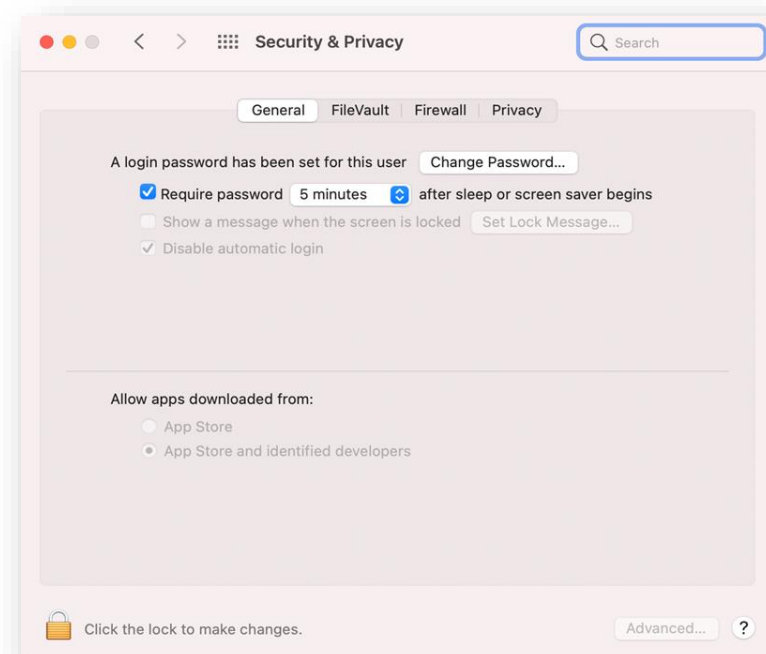 Security & Privacy
Search
General FileVault Firewall Privacy
A login password has been set for this user Change Password...
Require password 5 minutes after sleep or screen saver begins
Show a message when the screen is locked Set Lock Message...
Disable automatic login
Allow apps downloaded from:
App Store
App Store and identified developers
Click the lock to make changes. Advanced... ?